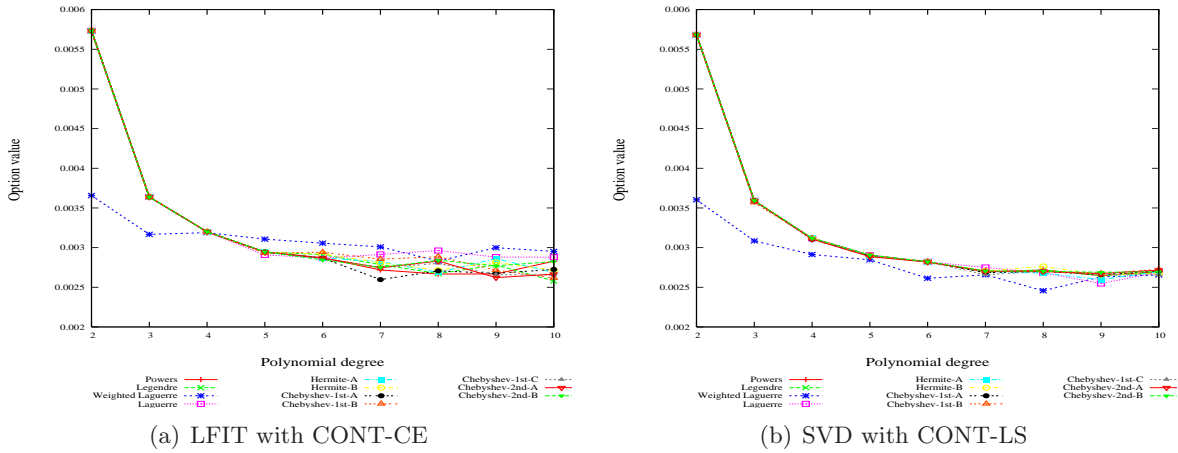 0.006
0.0055
0.005
0.0045
0.004
0.0035
0.003
0.0025
0.002
Option value
2 3 4 5 6 7 8 9 10
Polynomial degree
Powers
Legendre
Weighted Laguerre
Laguerre
Hermite-A
Hermite-B
Chebyshev-1st-A
Chebyshev-1st-B
Chebyshev-1st-C
Chebyshev-2nd-A
Chebyshev-2nd-B
(a) LFIT with CONT-CE
0.006
0.0055
0.005
0.0045
0.004
0.0035
0.003
0.0025
0.002
Option value
2 3 4 5 6 7 8 9 10
Polynomial degree
Powers
Legendre
Weighted Laguerre
Laguerre
Hermite-A
Hermite-B
Chebyshev-1st-A
Chebyshev-1st-B
Chebyshev-1st-C
Chebyshev-2nd-A
Chebyshev-2nd-B
(b) SVD with CONT-LS